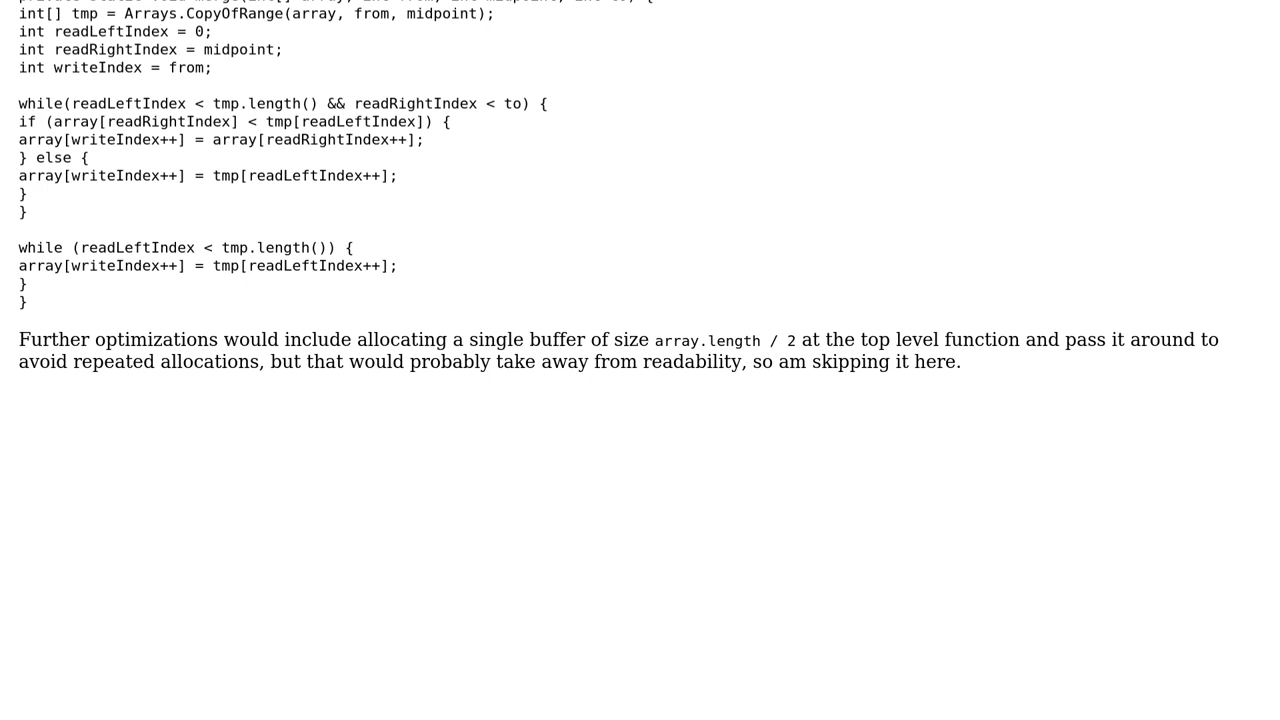 int[] tmp = Arrays.CopyOfRange(array, from, midpoint);
int readLeftIndex = 0;
int readRightIndex = midpoint;
int writeIndex = from;
while(readLeftIndex < tmp.length() && readRightIndex < to) {
if (array[readRightIndex] < tmp[readLeftIndex]) {
array[writeIndex++] = array[readRightIndex++];
} else {
array[writeIndex++] = tmp[readLeftIndex++];
}
}
while (readLeftIndex < tmp.length()) {
array[writeIndex++] = tmp[readLeftIndex++];
}
}
Further optimizations would include allocating a single buffer of size array.length / 2 at the top level function and pass it around to
avoid repeated allocations, but that would probably take away from readability, so am skipping it here.